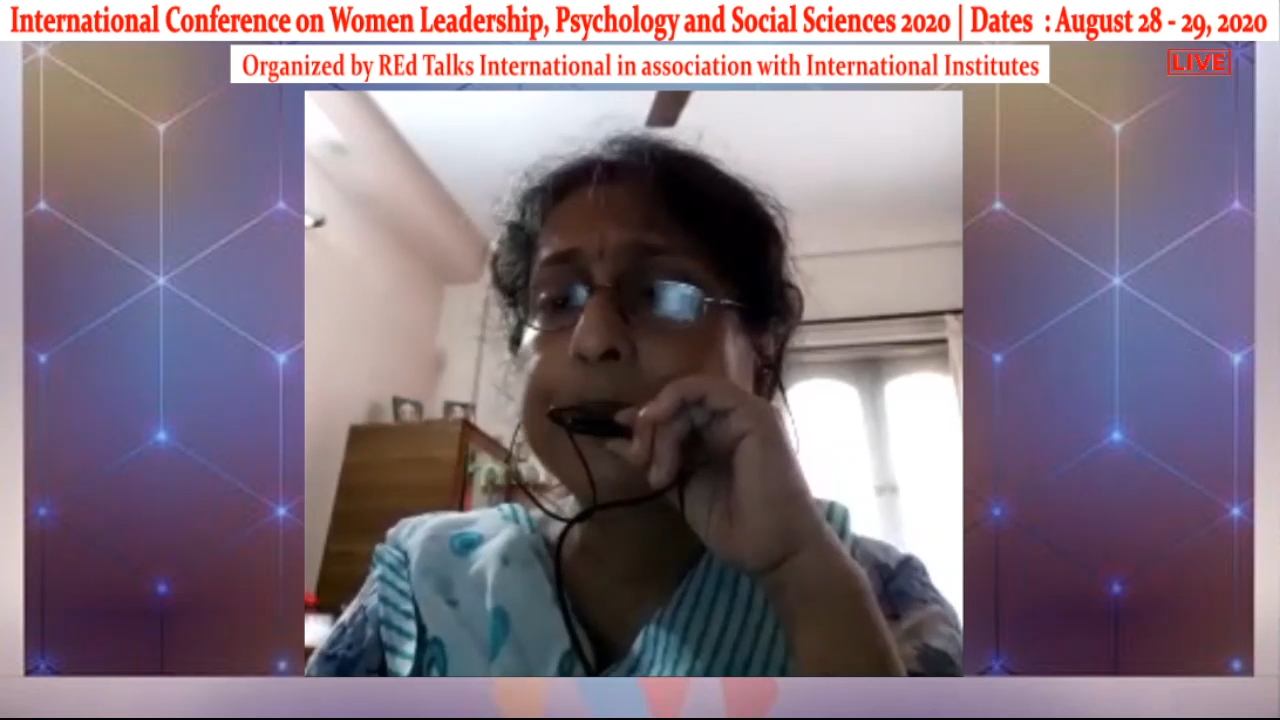 International Conference on Women Leadership, Psychology and Social Sciences 2020 | Dates : August 28 - 29, 2020
Organized by REd Talks International in association with International Institutes
LIVE